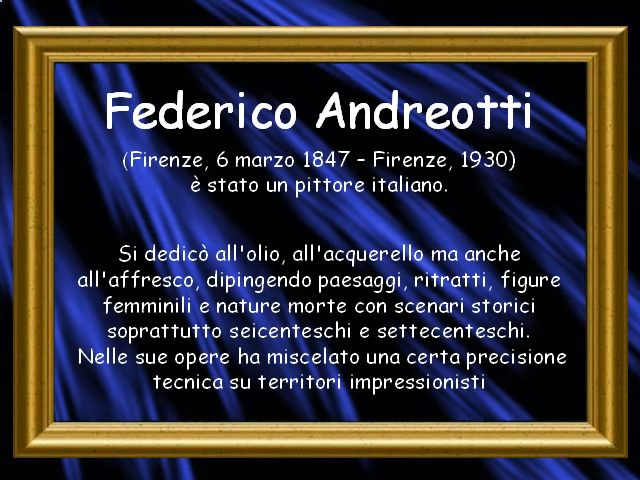 Federico Andreotti
(Firenze, 6 marzo 1847 – Firenze, 1930)
è stato un pittore italiano.
Si dedicò all'olio, all'acquerello ma anche
all'affresco, dipingendo paesaggi, ritratti, figure
femminili e nature morte con scenari storici
soprattutto seicenteschi e settecenteschi.
Nelle sue opere ha miscelato una certa precisione
tecnica su territori impressionisti